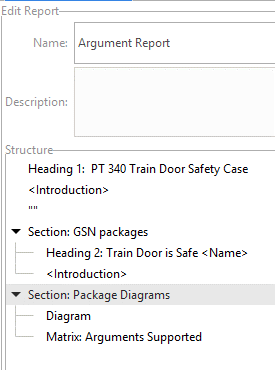 Edit Report
Name: Argument Report
Description:
Structure
Heading 1: PT 340 Train Door Safety Case
<Introduction>
""
Section: GSN packages
Heading 2: Train Door is Safe <Name>
<Introduction>
Section: Package Diagrams
Diagram
Matrix: Arguments Supported